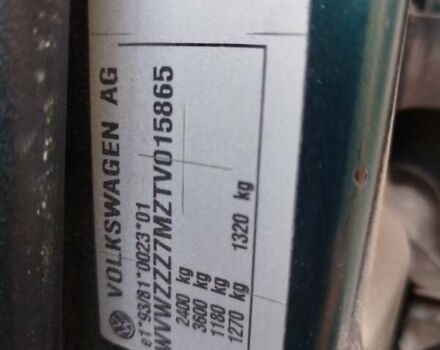 VOLKSWAGEN AG
e1*93/81*0023*01
WVWZZZ7MZTV015865
2400 kg
3600 kg
1180 kg
1270 kg 1320 kg